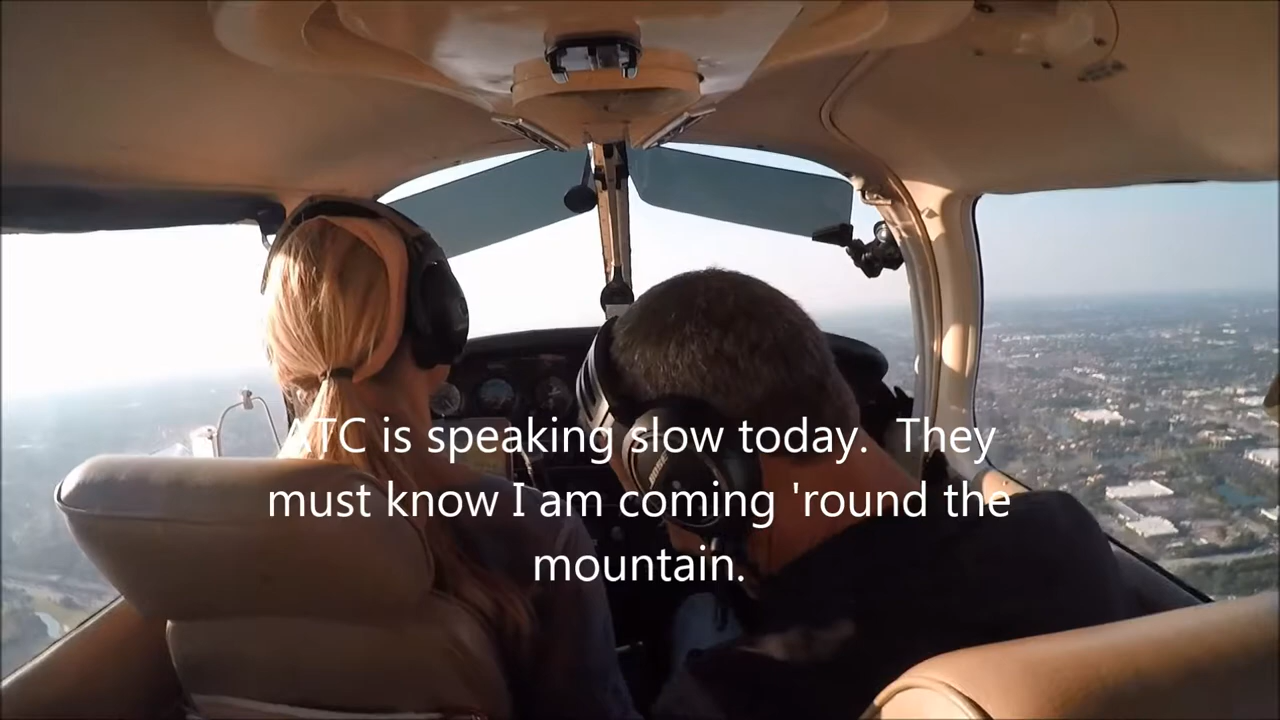 ATC is speaking slow today.  They
must know I am coming 'round the
mountain.